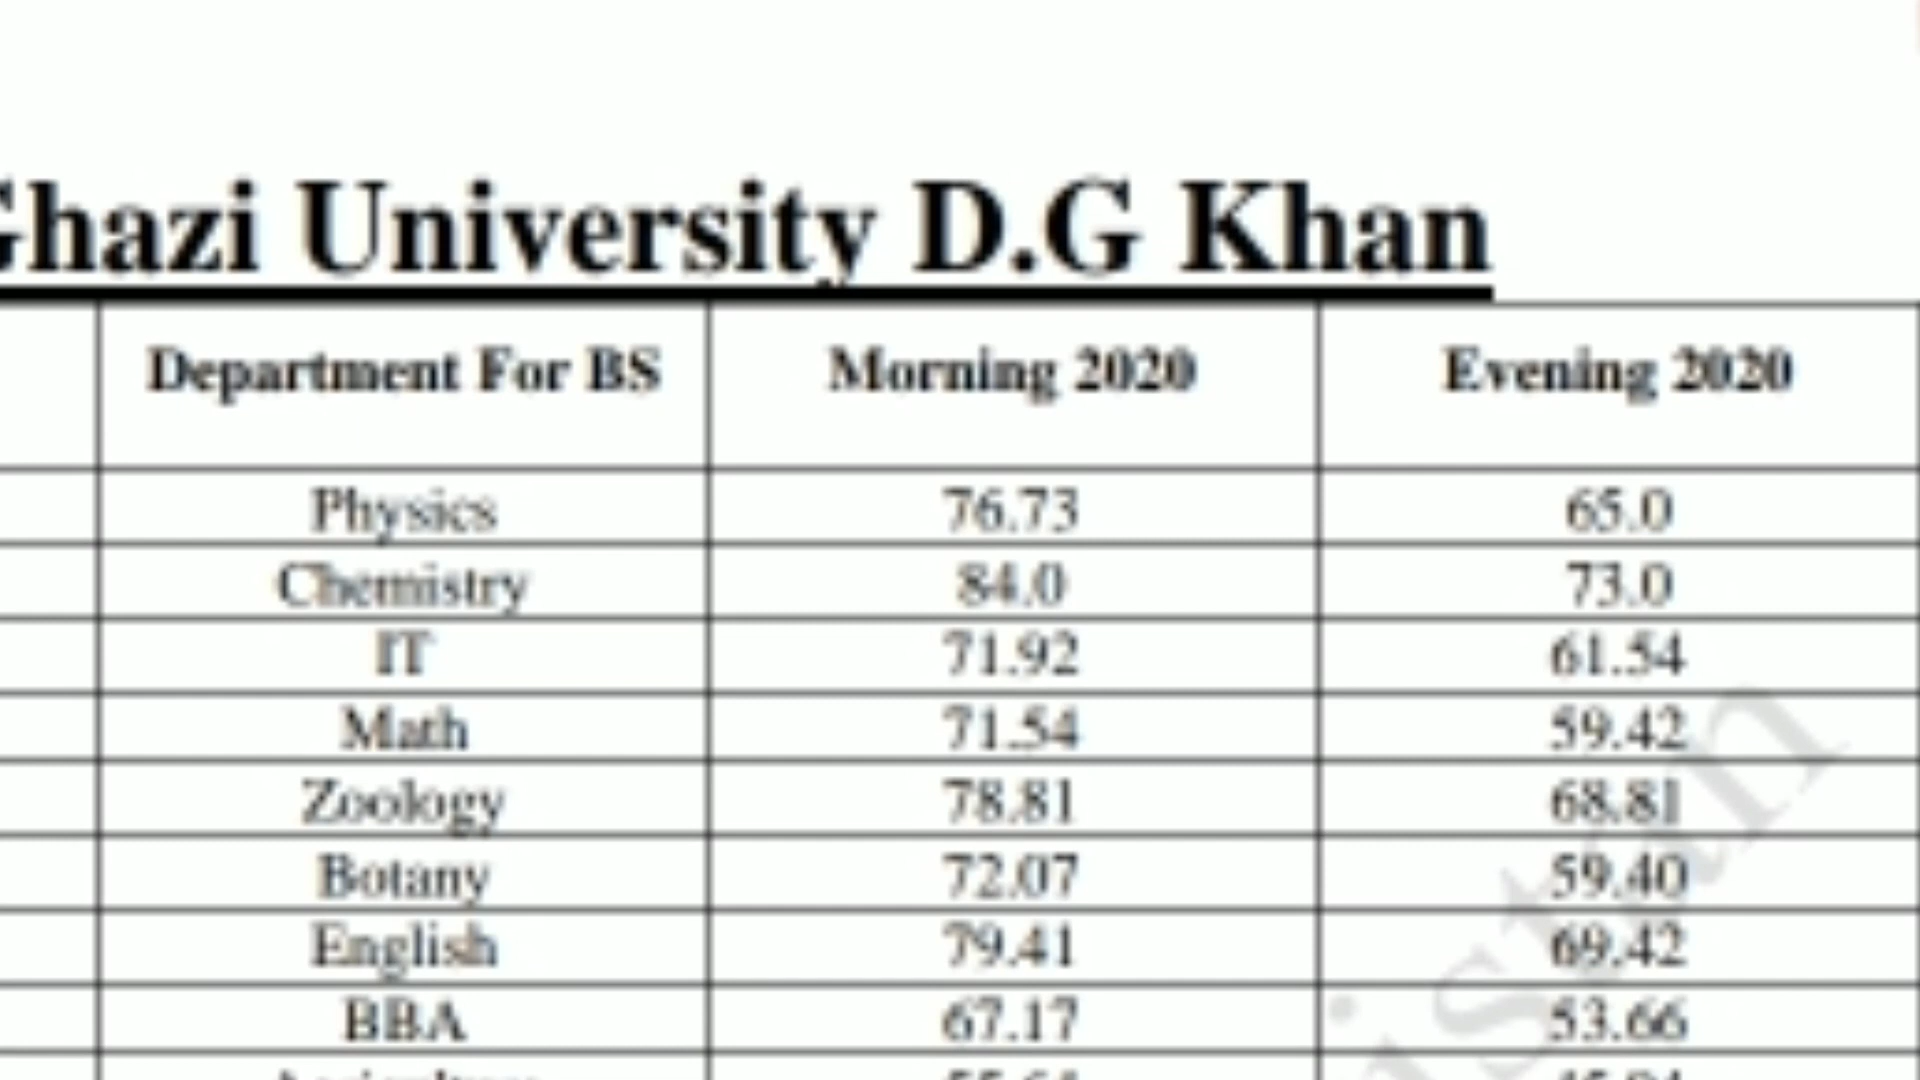 Ghazi University D.G Khan
Department For BS Morning 2020 Evening 2020
Physics 76.73 65.0
Chemistry 84.0 73.0
IT 71.92 61.54
Math 71.54 59.42
Zoology 78.81 68.81
Botany 72.07 59.40
English 79.41 69.42
BBA 67.17 53.66